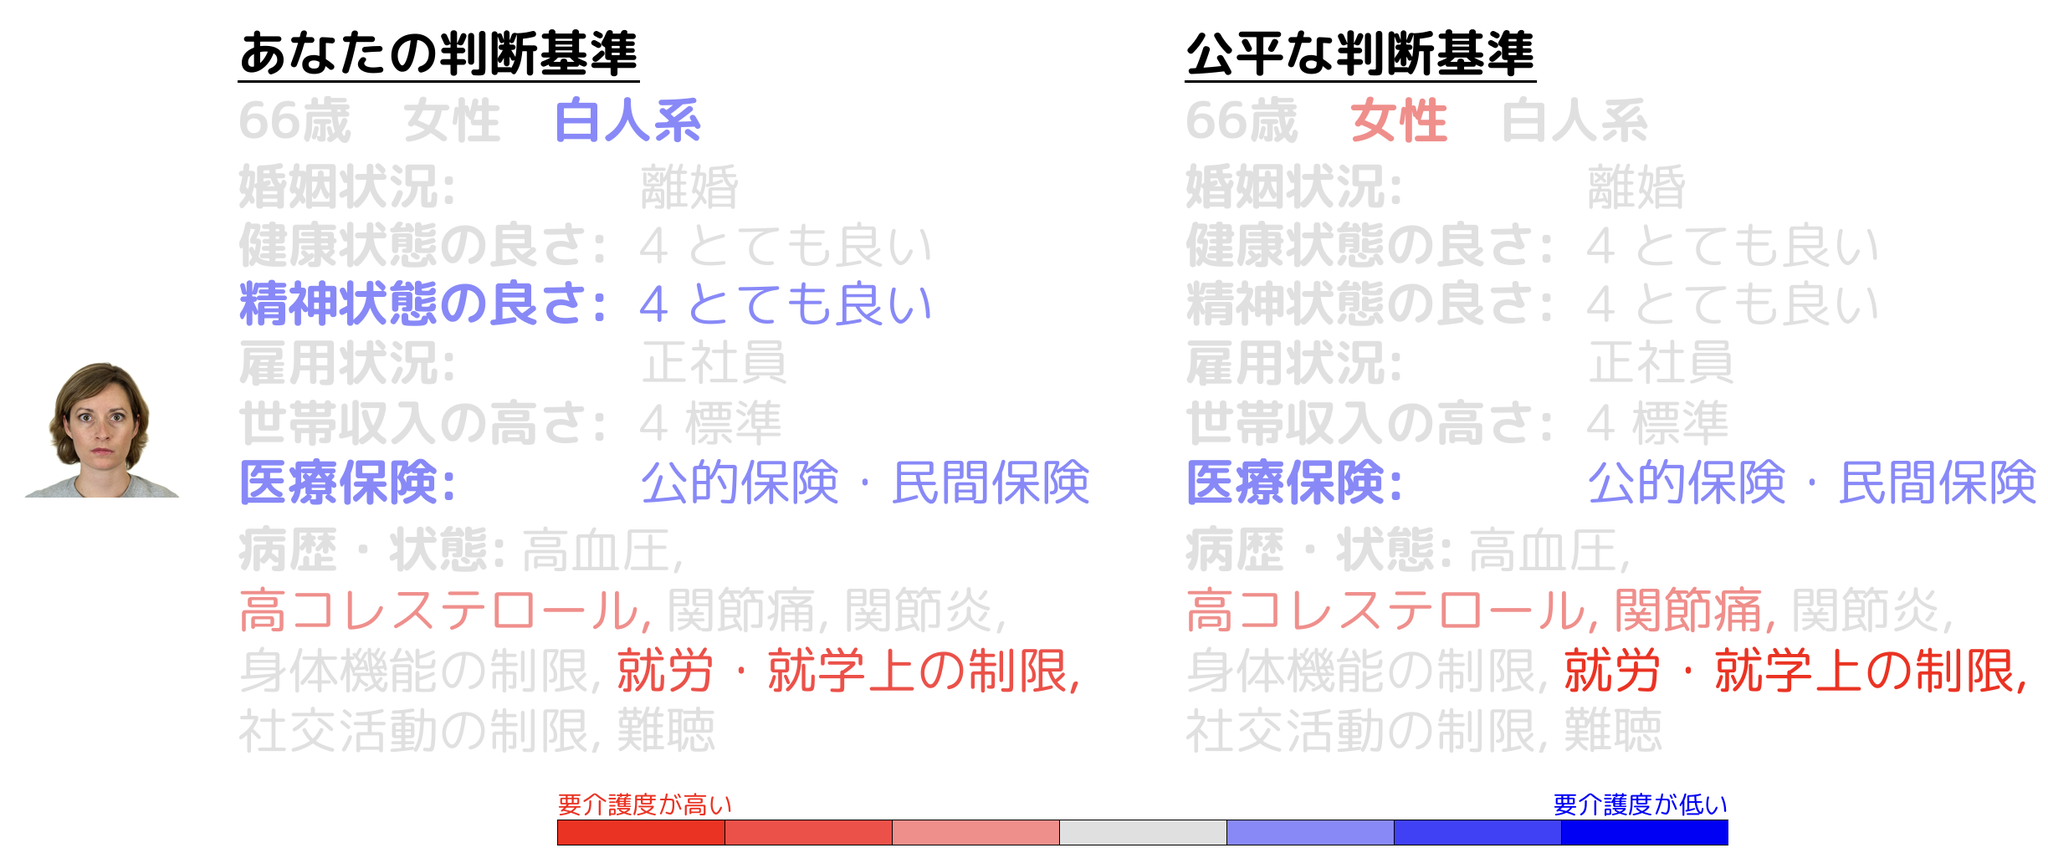 あなたの判断基準
66歳 女性 白人系
婚姻状況: 離婚
健康状態の良さ: 4 とても良い
精神状態の良さ: 4 とても良い
雇用状況: 正社員
世帯収入の高さ: 4 標準
医療保険: 公的保険・民間保険
病歴・状態: 高血圧,
高コレステロール, 関節痛, 関節炎,
身体機能の制限, 就労・就学上の制限,
社交活動の制限, 難聴
公平な判断基準
66歳 女性 白人系
婚姻状況: 離婚
健康状態の良さ: 4 とても良い
精神状態の良さ: 4 とても良い
雇用状況: 正社員
世帯収入の高さ: 4 標準
医療保険: 公的保険・民間保険
病歴・状態: 高血圧,
高コレステロール, 関節痛, 関節炎,
身体機能の制限, 就労・就学上の制限,
社交活動の制限, 難聴
要介護度が高い
要介護度が低い